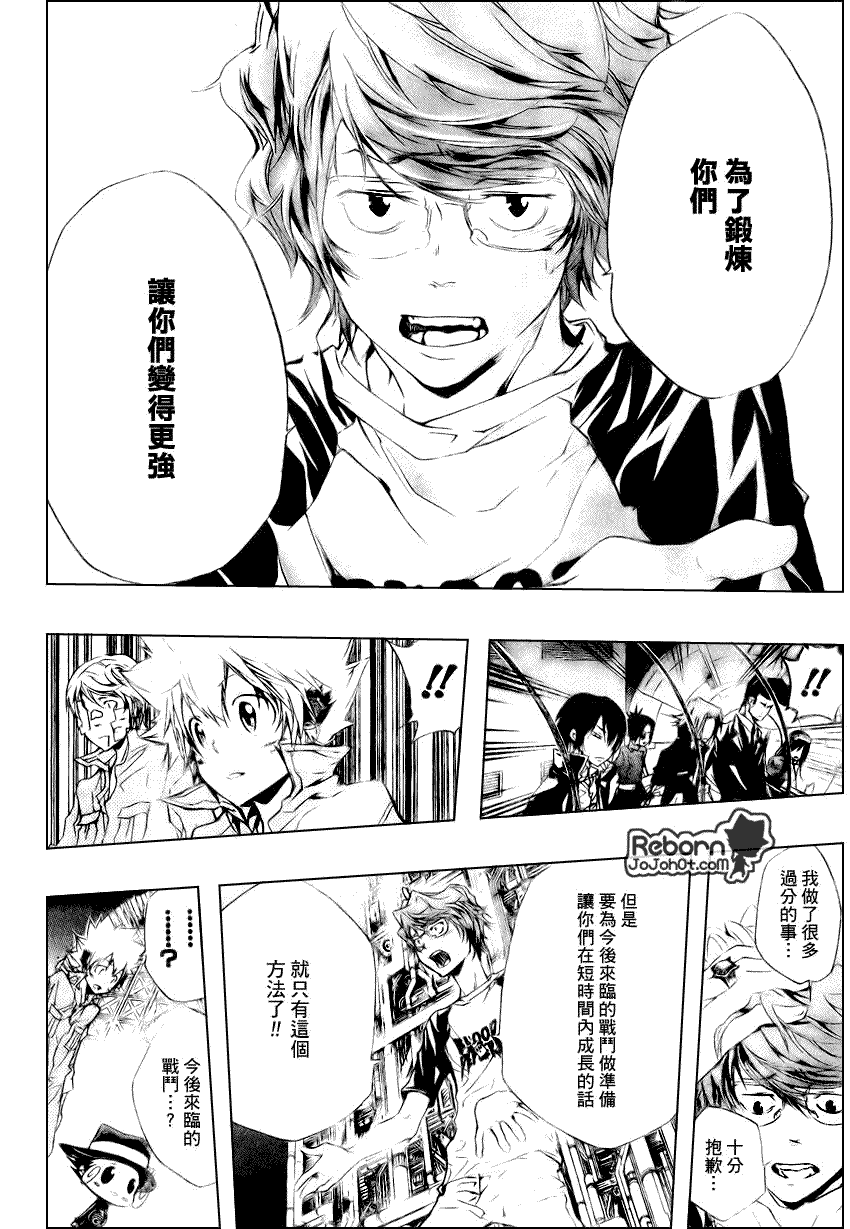 為了鍛煉
你們
讓你們變得更強
!!
!!
Reborn
JoJohOt.com
我做了很多
過分的事…
十分
抱歉…
但是
要為今後來臨的戰鬥做準備
讓你們在短時間內成長的話
就只有這個
方法了!!
……
……?
今後來臨的
戰鬥…?